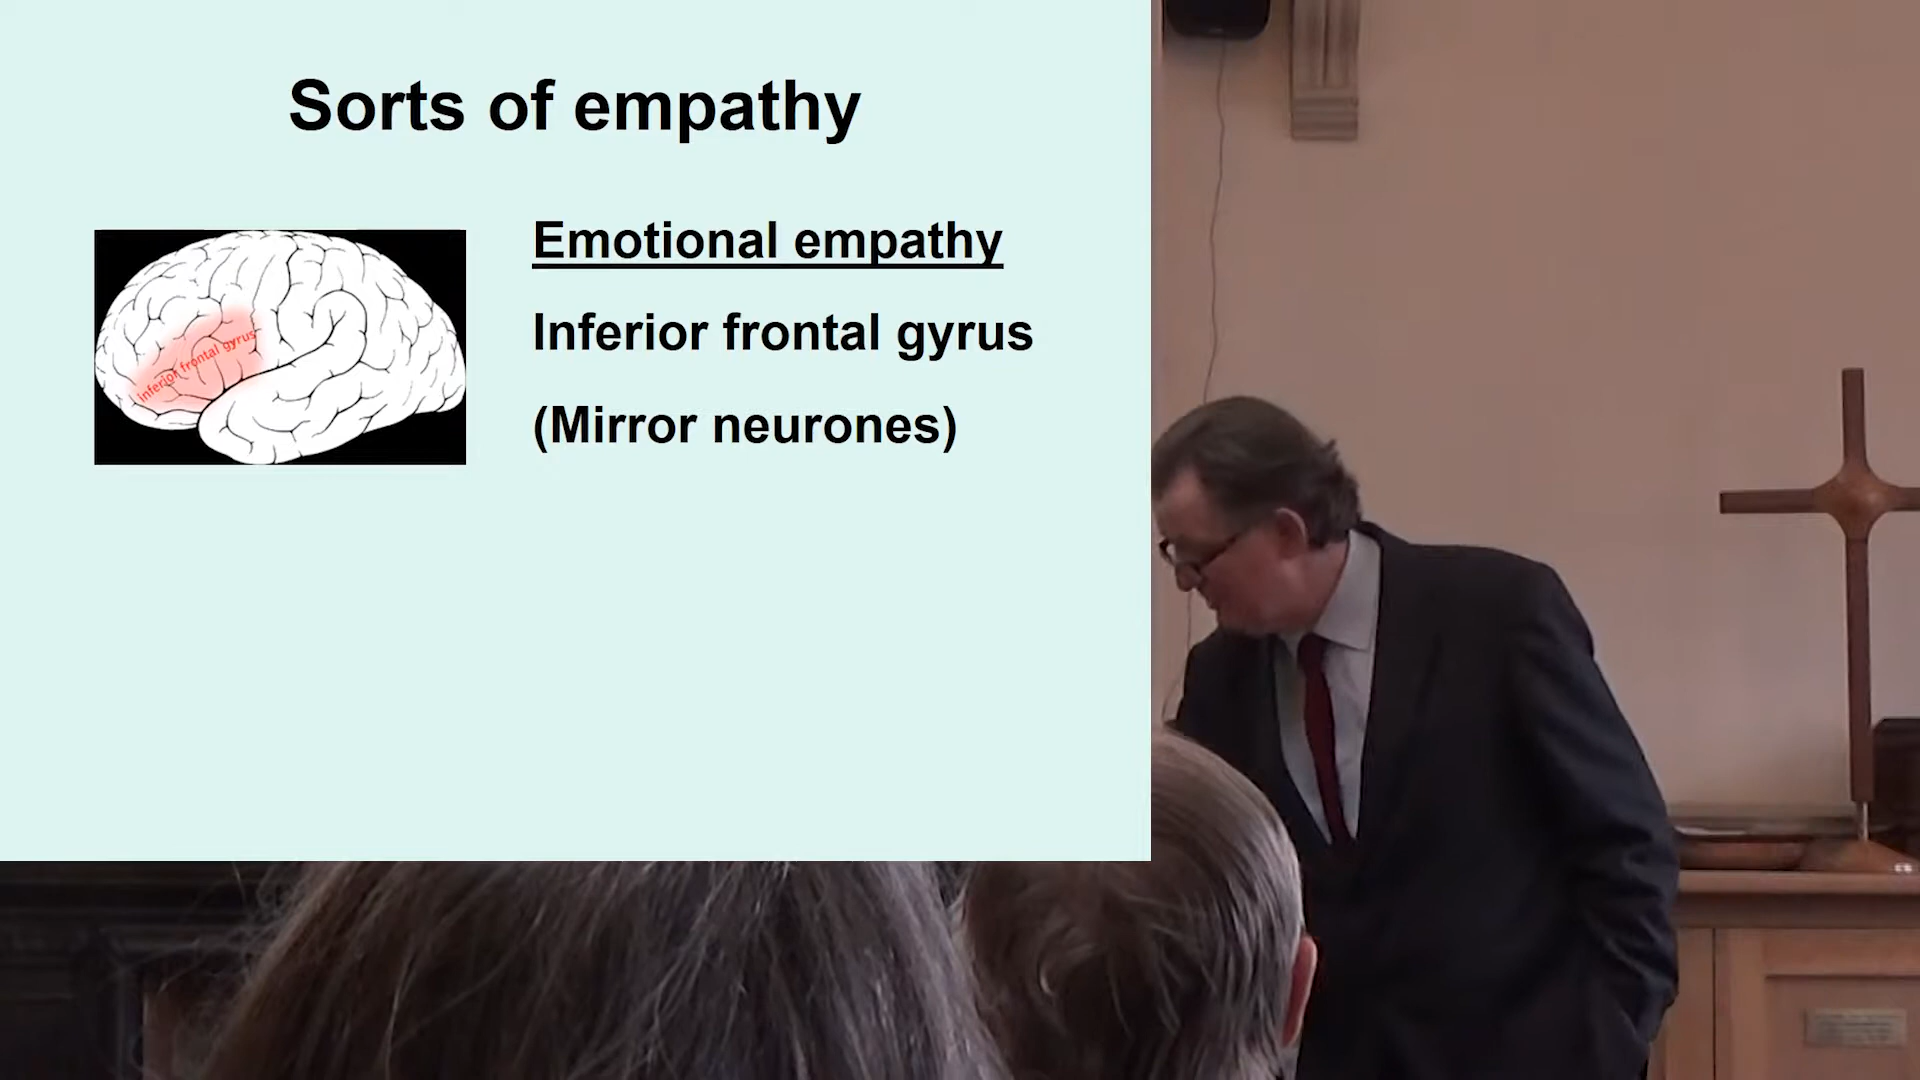 Sorts of empathy
Emotional empathy
Inferior frontal gyrus
(Mirror neurones)
Inferior frontal gyrus